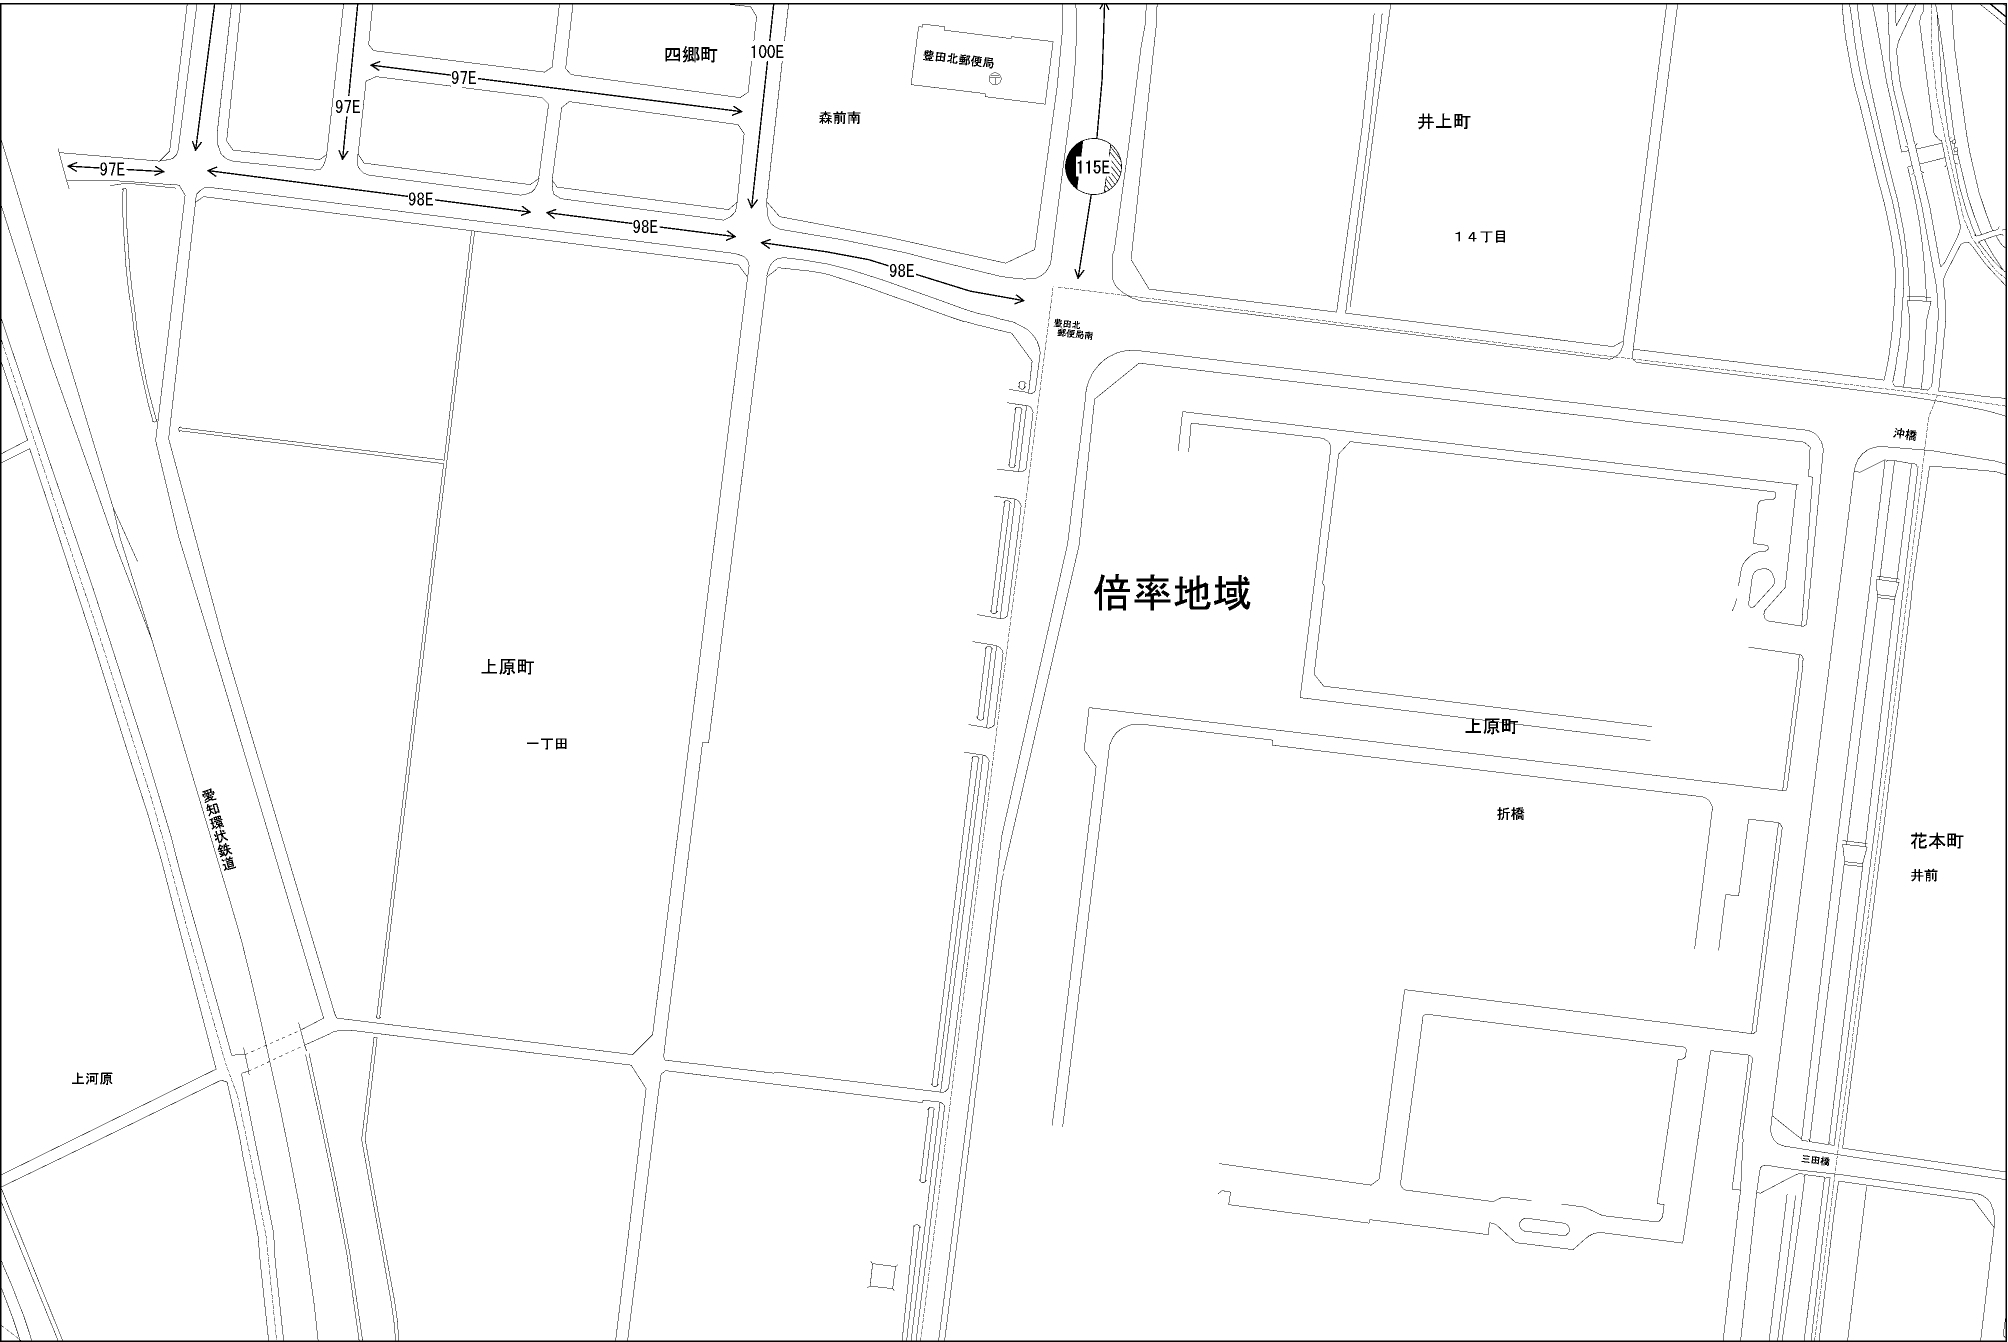 四郷町
100E
豊田北郵便局
97E
97E
森前南
井上町
115E
97E
98E
98E
１４丁目
98E
豊田北
郵便局南
沖橋
倍率地域
上原町
上原町
一丁田
折橋
愛知環状鉄道
花本町
井前
上河原
三田橋